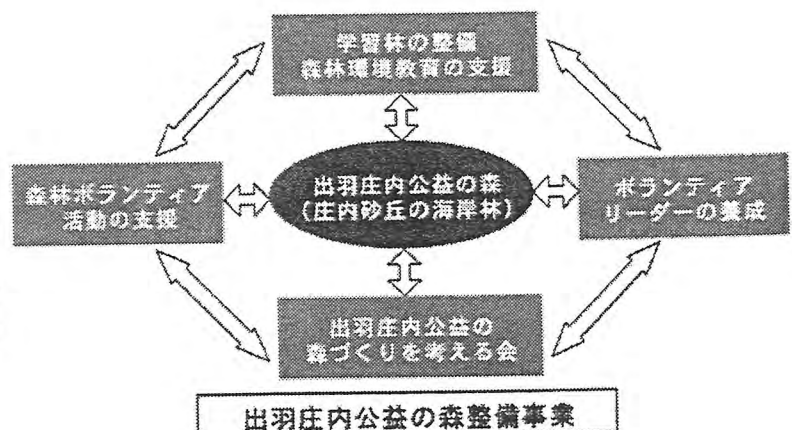 学習林の整備
森林環境教育の支援
森林ボランティア
活動の支援
出羽庄内公益の森
(庄内砂丘の海岸林)
ボランティア
リーダーの養成
出羽庄内公益の
森づくりを考える会
出羽庄内公益の森整備事業